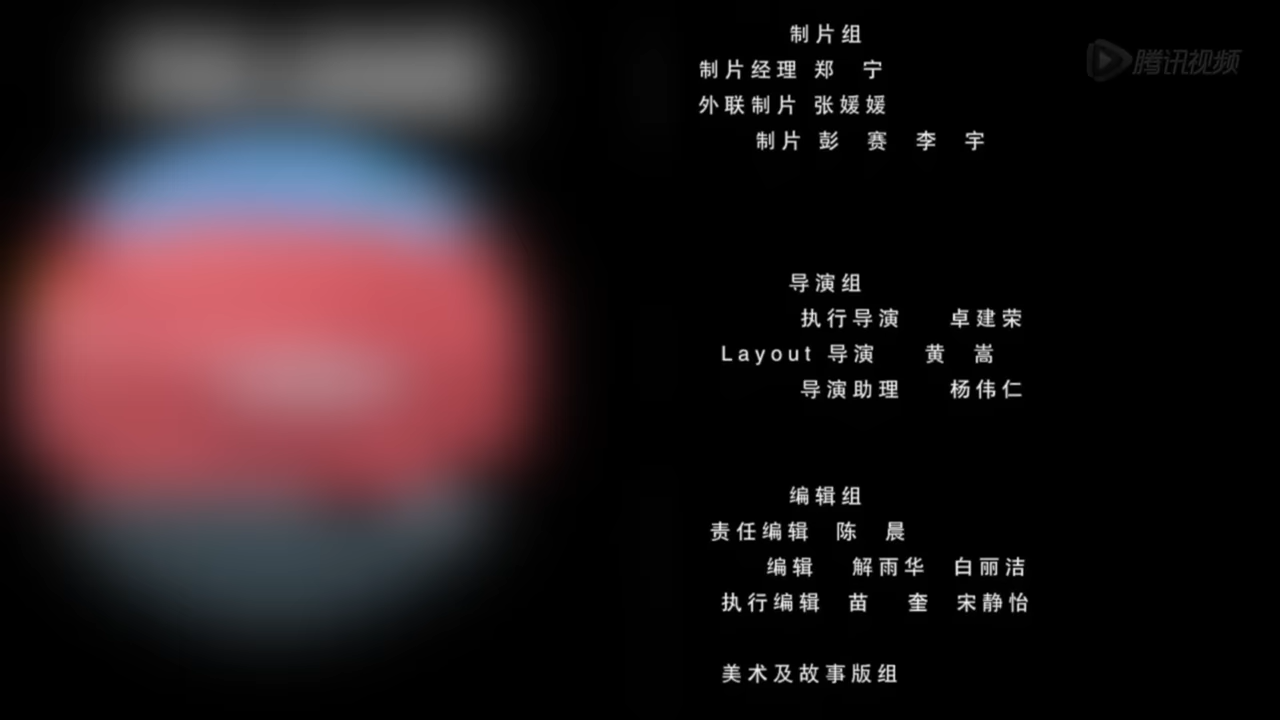 制片组
腾讯视频
制片经理 郑 宁
外联制片 张媛媛
制片 彭 赛 李 宇
导演组
执行导演 卓建荣
Layout 导演 黄 嵩
导演助理 杨伟仁
编辑组
责任编辑 陈 晨
编辑 解雨华 白丽洁
执行编辑 苗 奎 宋静怡
美术及故事版组